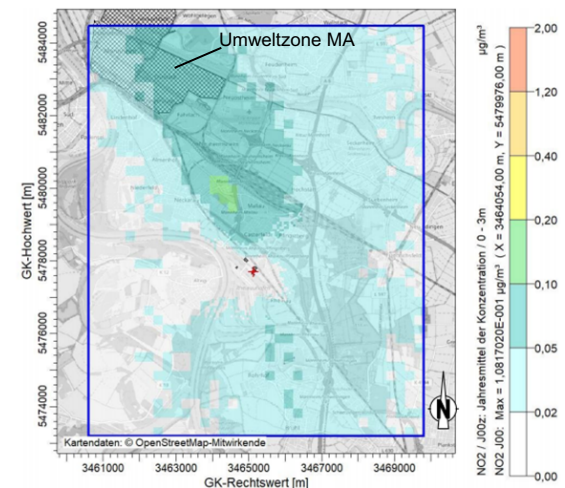 Umweltzone MA
5484000
5482000
5480000
5478000
5476000
5474000
GK-Hochwert [m]
Kartendaten: © OpenStreetMap-Mitwirkende
N
3461000 3463000 3465000 3467000 3469000
GK-Rechtswert [m]
NO2 / J00z: Jahresmittel der Konzentration / 0 - 3m
NO2 J00: Max = 1,0817020E-001 µg/m³ ( X = 3464054,00 m, Y = 5479976,00 m )
µg/m³
2,00
1,20
0,40
0,20
0,10
0,05
0,02
0,00